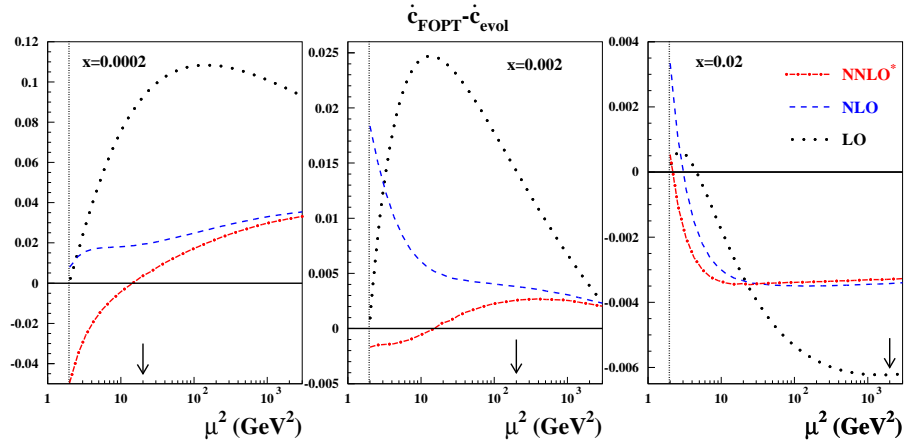 ċFOPT-ċevol
x=0.0002
0.12
0.1
0.08
0.06
0.04
0.02
0
-0.02
-0.04
1 10 10² 10³
μ² (GeV²)
x=0.002
0.025
0.02
0.015
0.01
0.005
0
-0.005
1 10 10² 10³
μ² (GeV²)
x=0.02
0.004
0.002
0
-0.002
-0.004
-0.006
NNLO*
NLO
LO
1 10 10² 10³
μ² (GeV²)